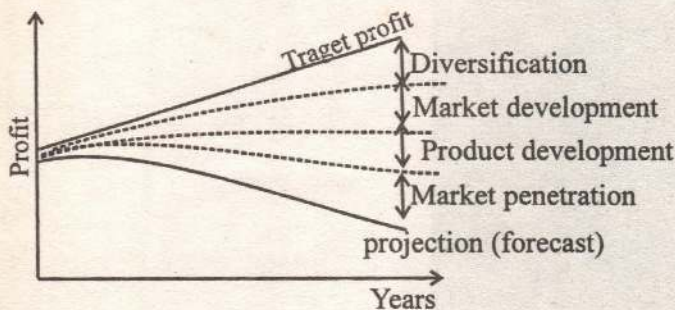 Traget profit
Diversification
Market development
Product development
Market penetration
projection (forecast)
Profit
Years